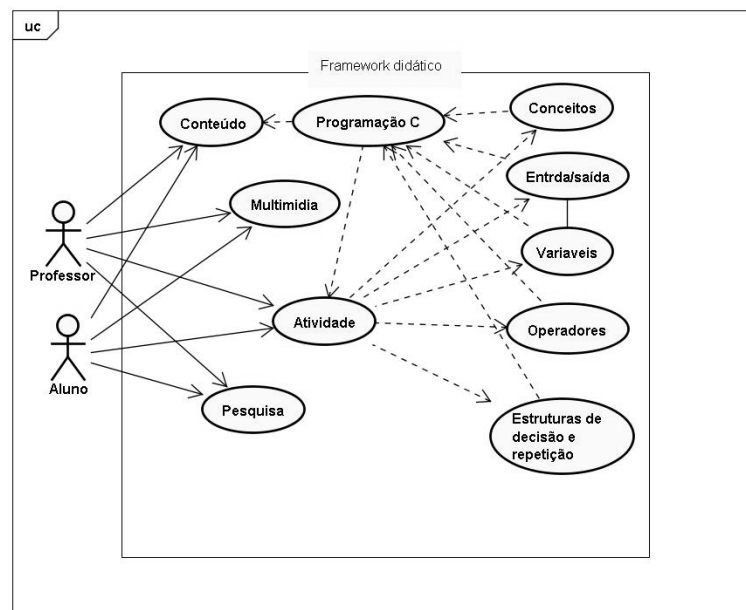 uc
Framework didático
Conteúdo
Programação C
Conceitos
Entrda/saída
Multimidia
Professor
Variaveis
Atividade
Operadores
Aluno
Pesquisa
Estruturas de
decisão e
repetição